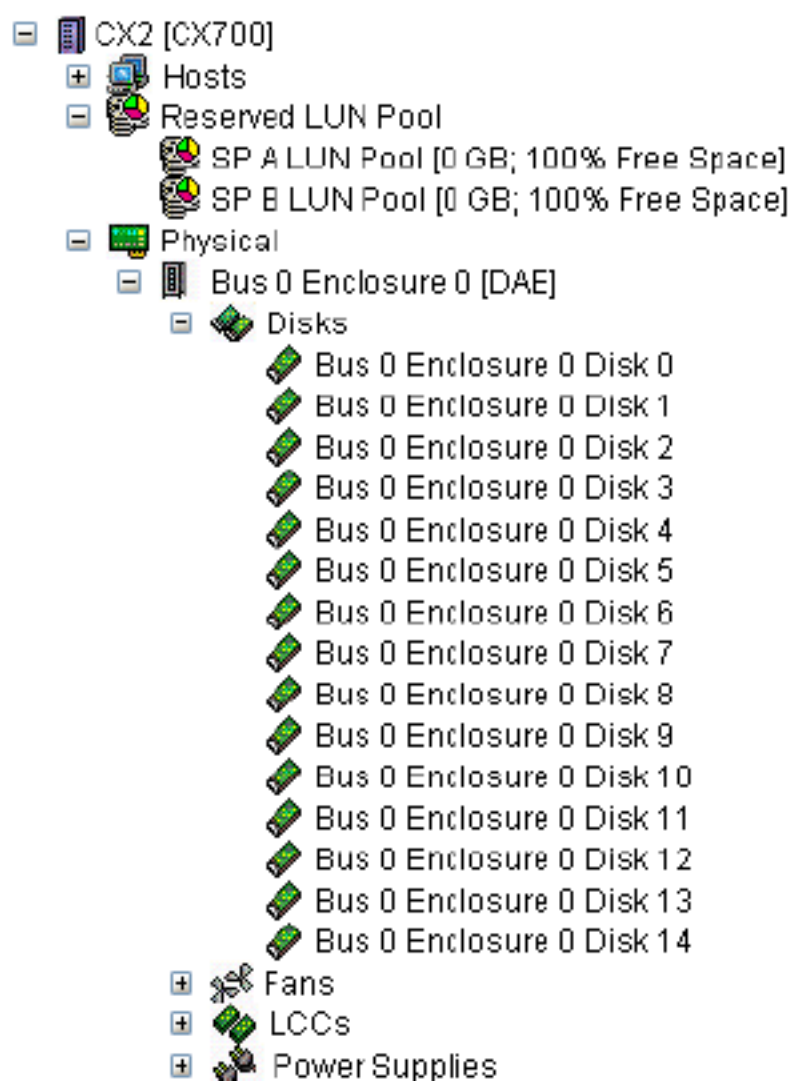 CX2 [CX700]
Hosts
Reserved LUN Pool
SP A LUN Pool [0 GB; 100% Free Space]
SP B LUN Pool [0 GB; 100% Free Space]
Physical
Bus 0 Enclosure 0 [DAE]
Disks
Bus 0 Enclosure 0 Disk 0
Bus 0 Enclosure 0 Disk 1
Bus 0 Enclosure 0 Disk 2
Bus 0 Enclosure 0 Disk 3
Bus 0 Enclosure 0 Disk 4
Bus 0 Enclosure 0 Disk 5
Bus 0 Enclosure 0 Disk 6
Bus 0 Enclosure 0 Disk 7
Bus 0 Enclosure 0 Disk 8
Bus 0 Enclosure 0 Disk 9
Bus 0 Enclosure 0 Disk 10
Bus 0 Enclosure 0 Disk 11
Bus 0 Enclosure 0 Disk 12
Bus 0 Enclosure 0 Disk 13
Bus 0 Enclosure 0 Disk 14
Fans
LCCs
Power Supplies